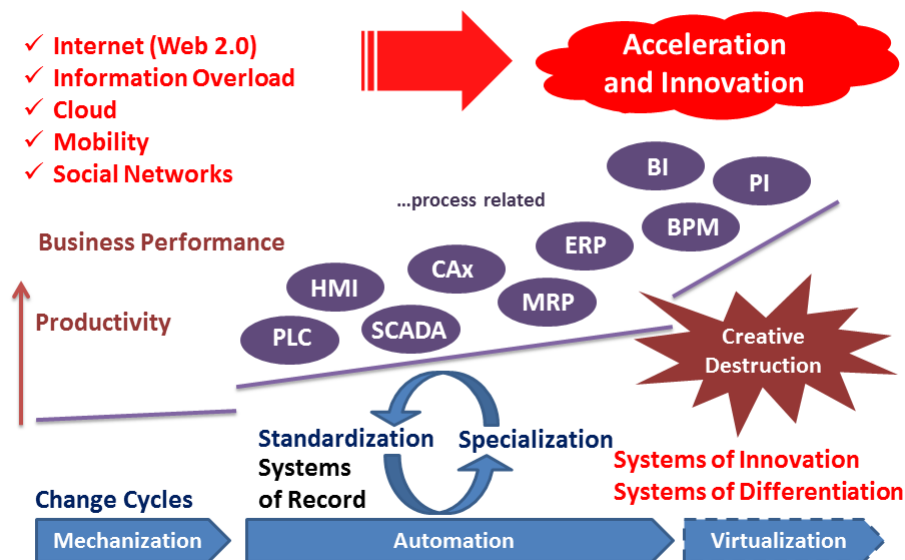 ✓ Internet (Web 2.0)
✓ Information Overload
✓ Cloud
✓ Mobility
✓ Social Networks
Acceleration
and Innovation
...process related
BI
PI
BPM
ERP
Business Performance
CAx
HMI
MRP
Productivity
PLC
SCADA
Creative
Destruction
Standardization
Specialization
Systems
of Record
Systems of Innovation
Systems of Differentiation
Change Cycles
Mechanization
Automation
Virtualization